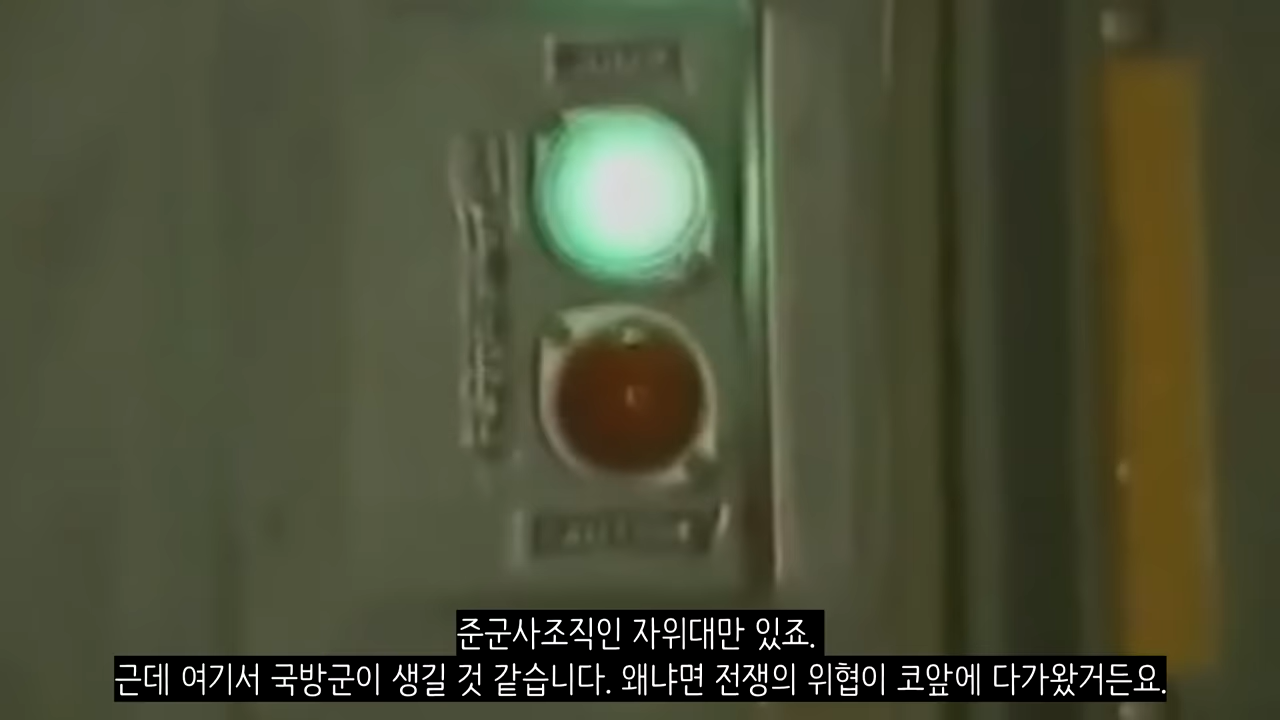 준군사조직인 자위대만 있죠.
근데 여기서 국방군이 생길 것 같습니다. 왜냐면 전쟁의 위협이 코앞에 다가왔거든요.